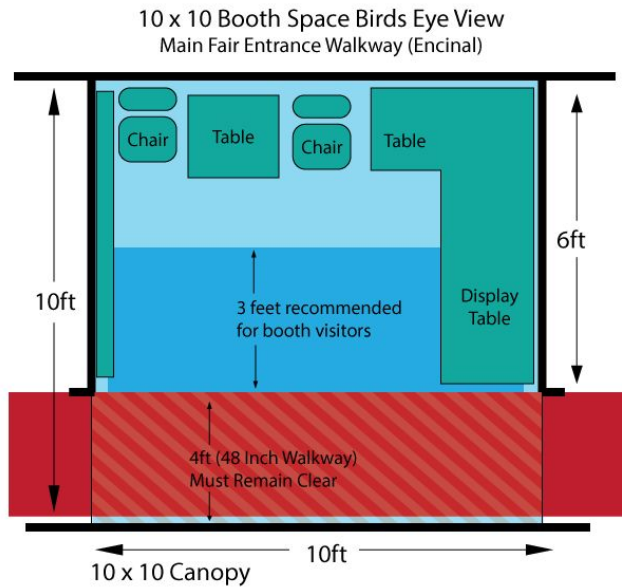 10 x 10 Booth Space Birds Eye View
Main Fair Entrance Walkway (Encinal)
Chair
Table
Chair
Table
10ft
6ft
3 feet recommended
for booth visitors
Display
Table
4ft (48 Inch Walkway)
Must Remain Clear
10ft
10 x 10 Canopy